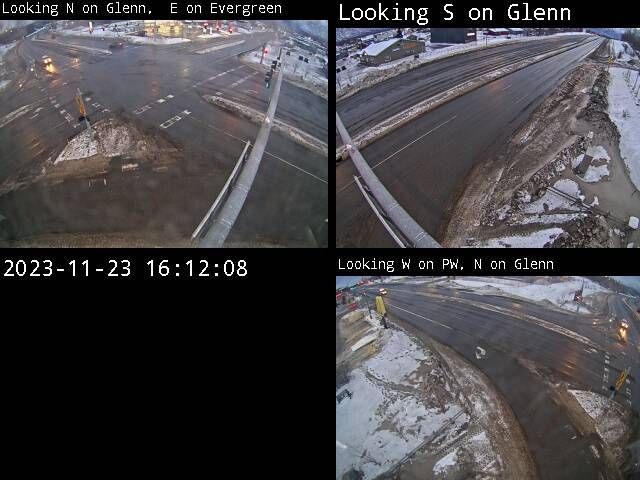 Looking N on Glenn, E on Evergreen
Looking S on Glenn
2023-11-23 16:12:08
Looking W on PW, N on Glenn